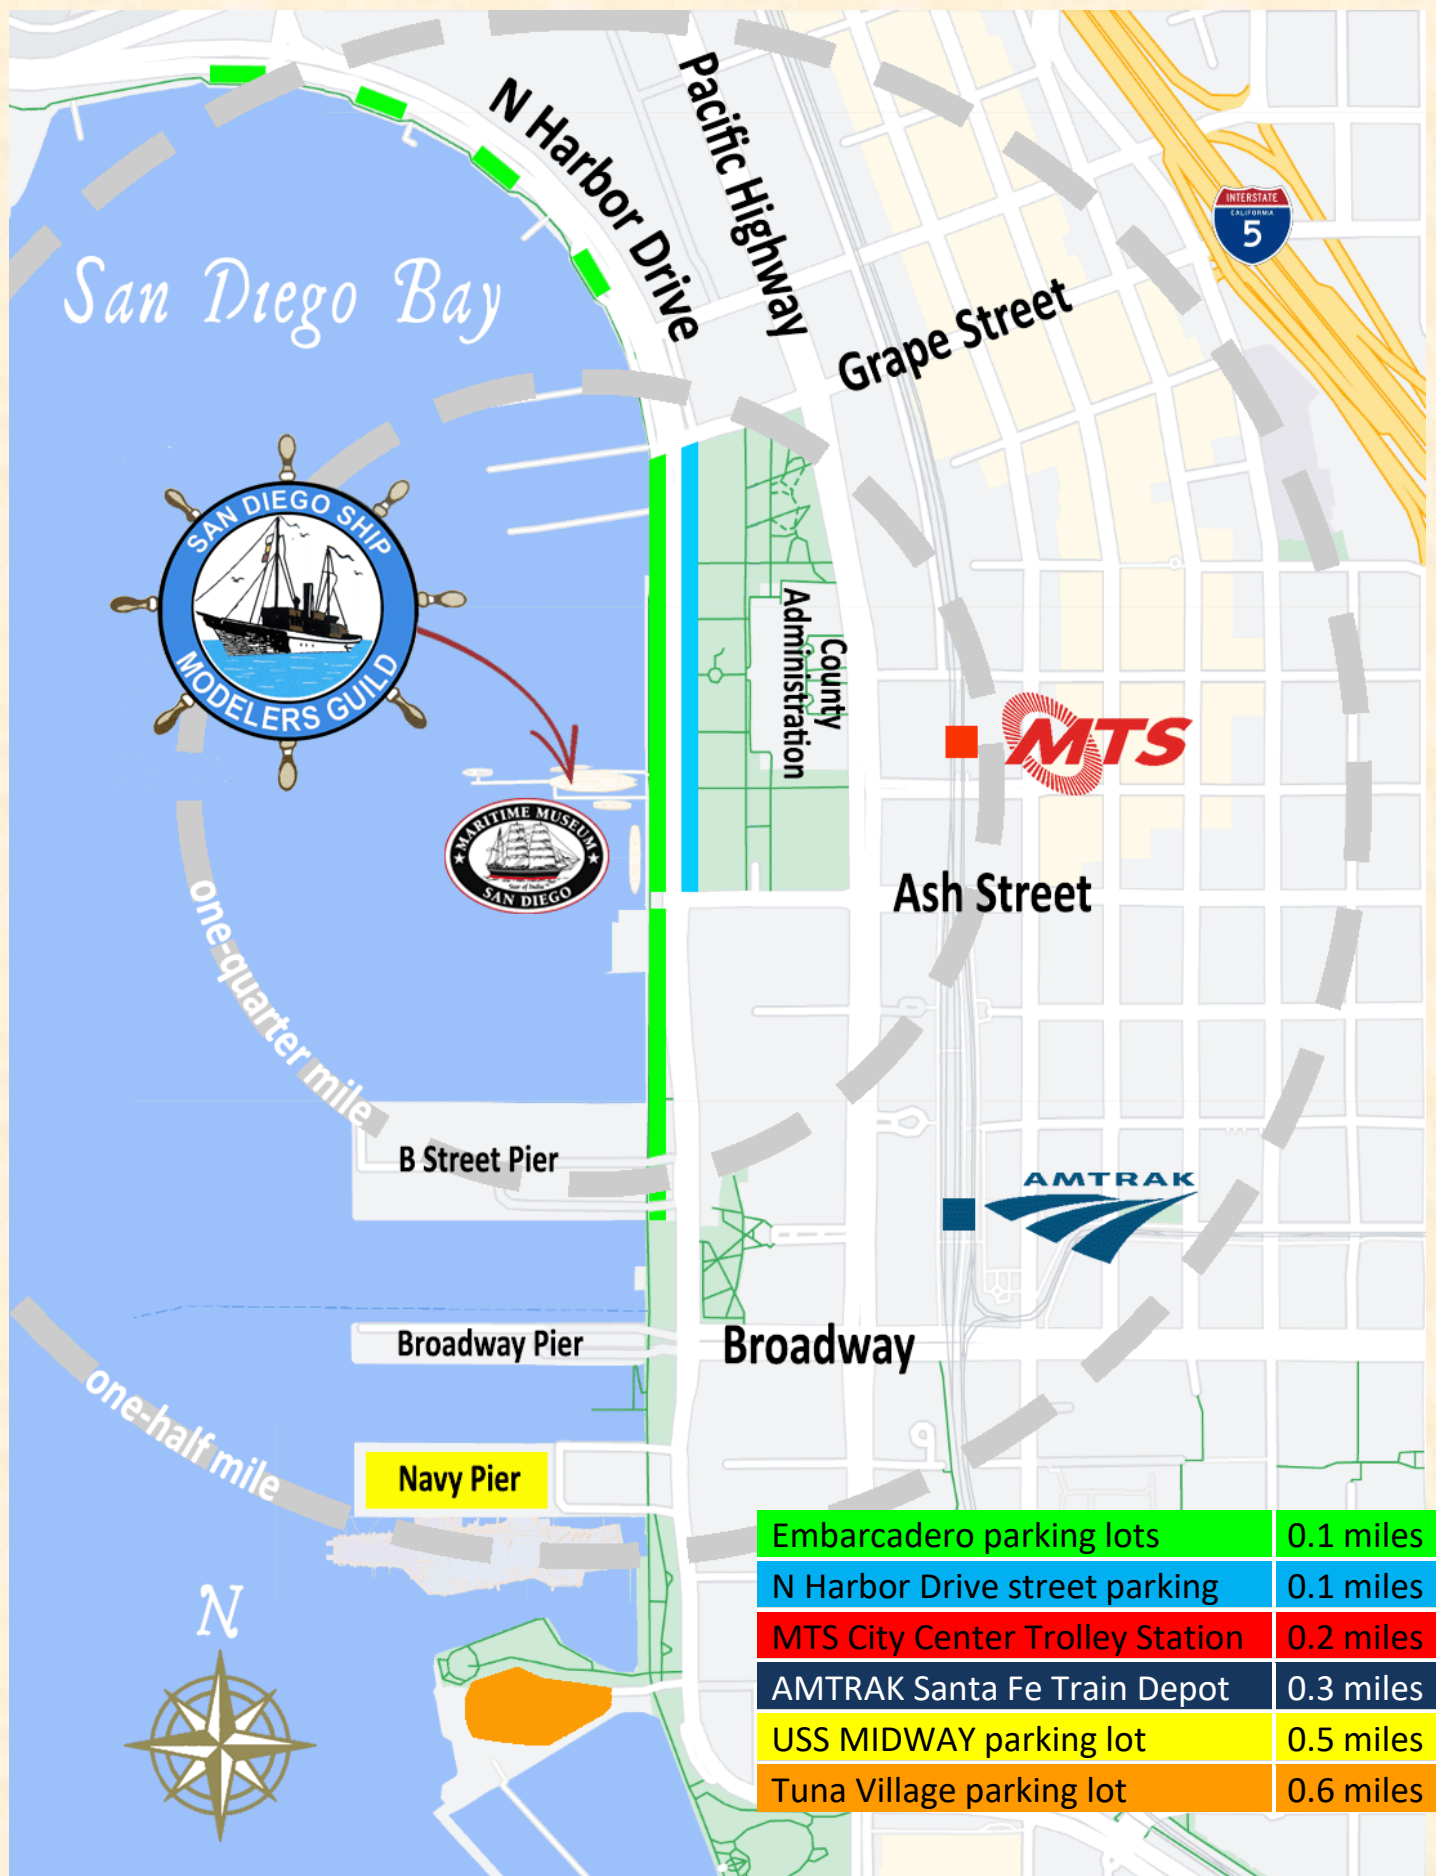 N Harbor Drive
Pacific Highway
INTERSTATE
CALIFORNIA
5
San Diego Bay
Grape Street
SAN DIEGO SHIP
MODELERS GUILD
County
Administration
MTS
MARITIME MUSEUM
Star of India
SAN DIEGO
Ash Street
one-quarter mile
B Street Pier
AMTRAK
Broadway Pier
Broadway
one-half mile
Navy Pier
Embarcadero parking lots 0.1 miles
N Harbor Drive street parking 0.1 miles
MTS City Center Trolley Station 0.2 miles
AMTRAK Santa Fe Train Depot 0.3 miles
USS MIDWAY parking lot 0.5 miles
Tuna Village parking lot 0.6 miles
N